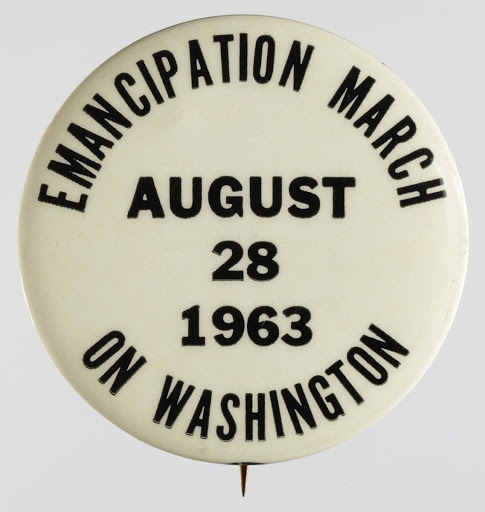 EMANCIPATION MARCH
AUGUST
28
1963
ON WASHINGTON